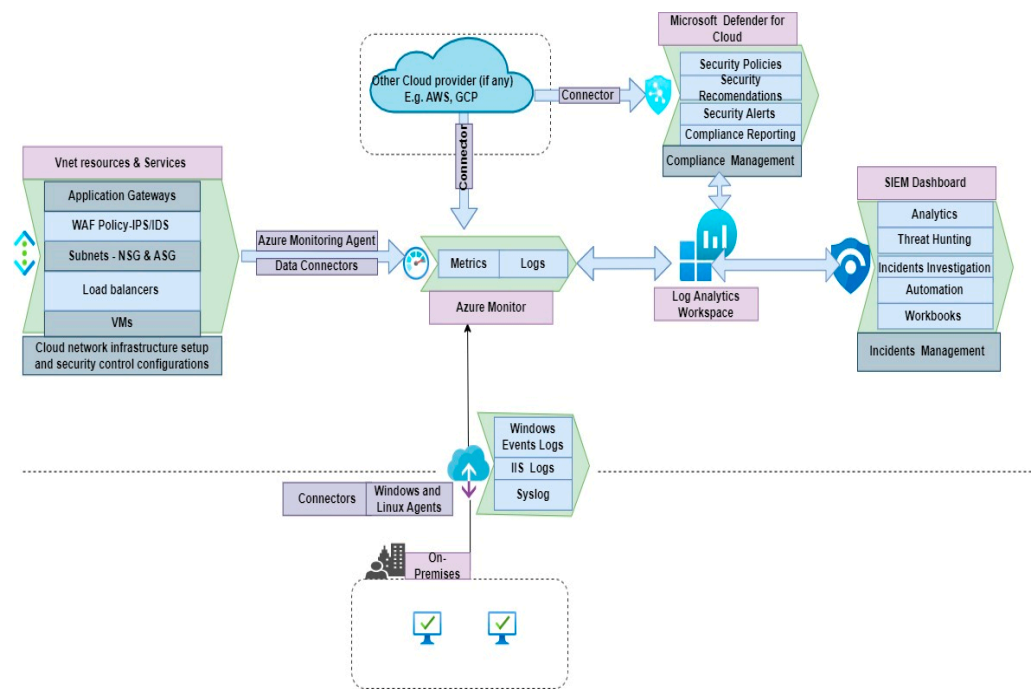 Microsoft Defender for
Cloud
Security Policies
Security
Recomendations
Security Alerts
Compliance Reporting
Compliance Management
Other Cloud provider (if any)
E.g. AWS, GCP
Connector
Connector
Vnet resources & Services
Application Gateways
WAF Policy-IPS/IDS
Subnets - NSG & ASG
Load balancers
VMs
Cloud network infrastructure setup
and security control configurations
Azure Monitoring Agent
Data Connectors
Metrics
Logs
Azure Monitor
Log Analytics
Workspace
SIEM Dashboard
Analytics
Threat Hunting
Incidents Investigation
Automation
Workbooks
Incidents Management
Windows
Events Logs
IIS Logs
Syslog
Connectors
Windows and
Linux Agents
On-
Premises